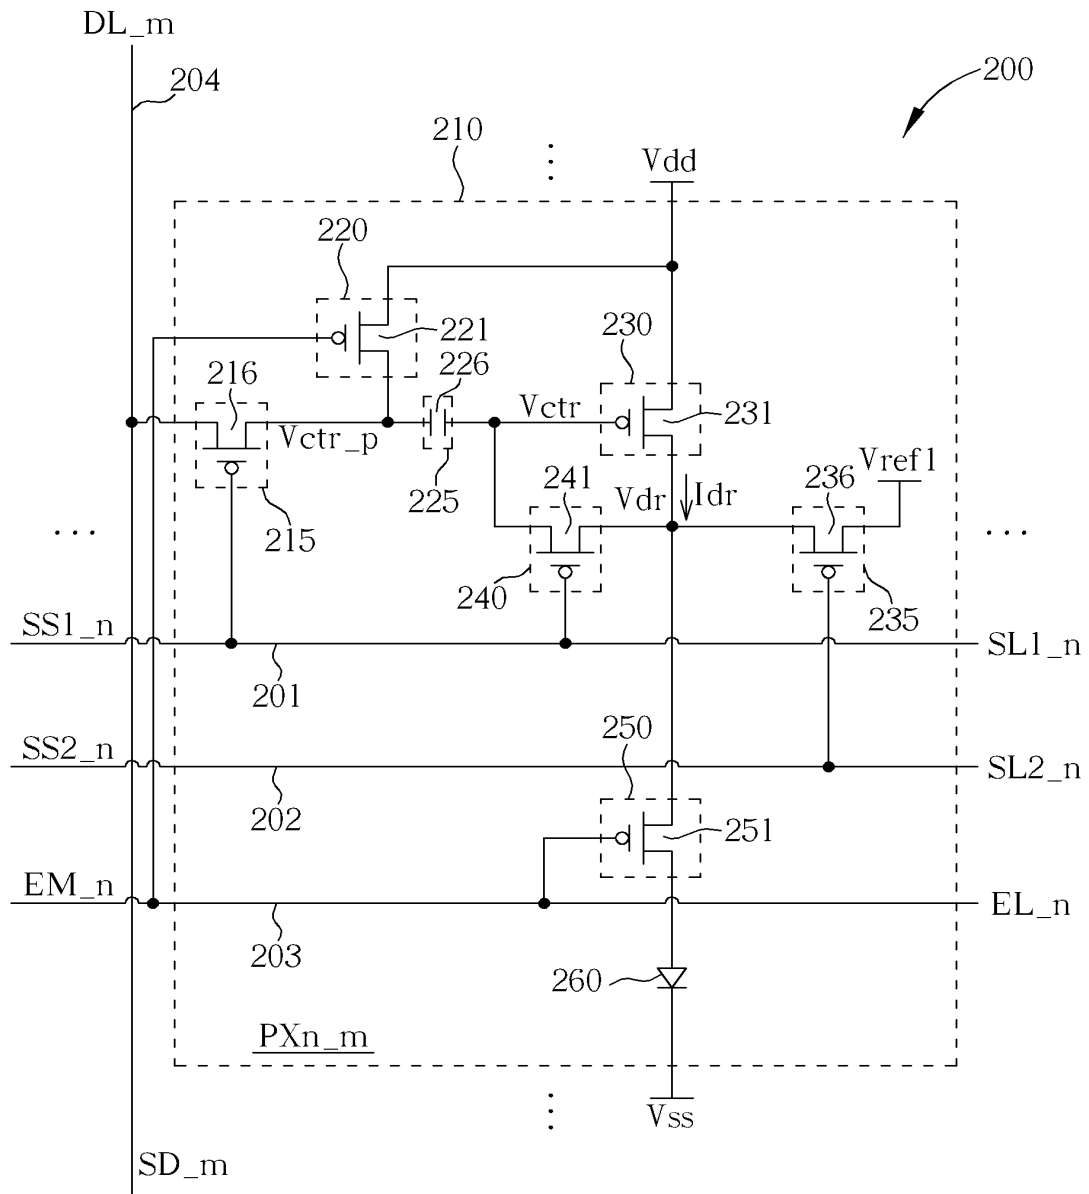 DL_m
204
200
210
Vdd
220
221
230
226
216
Vctr
231
Vctr_p
Vref1
225
241
Vdr
Idr
236
215
240
235
SS1_n
SL1_n
201
250
SS2_n
SL2_n
202
251
EM_n
EL_n
203
260
PXn_m
Vss
SD_m